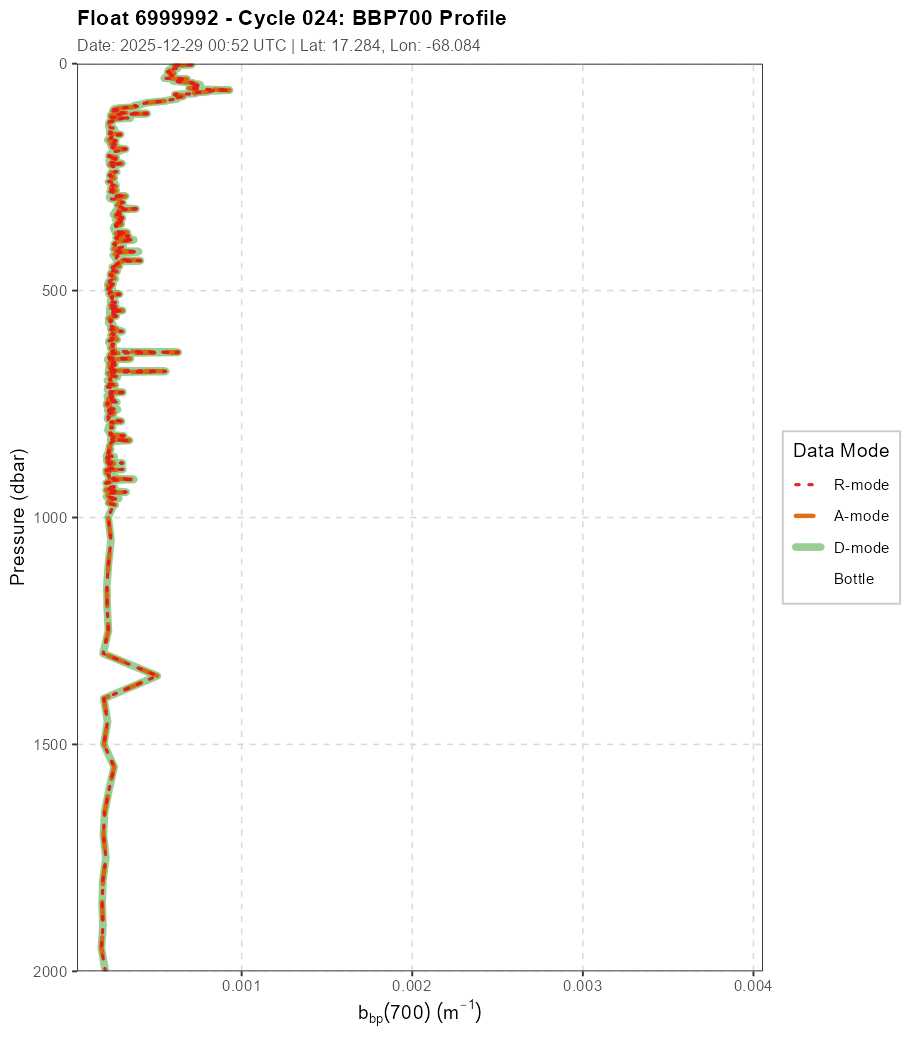 Float 6999992 - Cycle 024: BBP700 Profile
Date: 2025-12-29 00:52 UTC | Lat: 17.284, Lon: -68.084
0
500
1000
1500
2000
Pressure (dbar)
0.001
0.002
0.003
0.004
b_bp(700) (m⁻¹)
Data Mode
R-mode
A-mode
D-mode
Bottle